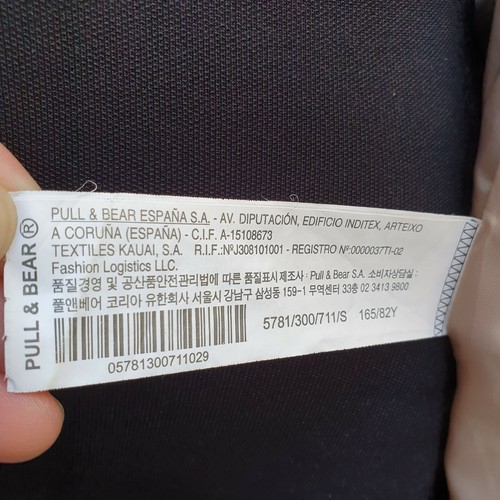 PULL & BEAR®
PULL & BEAR ESPAÑA S.A. - AV. DIPUTACIÓN, EDIFICIO INDITEX, ARTEIXO
A CORUÑA (ESPAÑA) - C.I.F. A-15108673
TEXTILES KAUAI, S.A. R.I.F.:NºJ308101001 - REGISTRO Nº:0000037TI-02
Fashion Logistics LLC.
품질경영 및 공산품안전관리법에 따른 품질표시제조사 : Pull & Bear S.A. 소비자상담실 :
풀앤베어 코리아 유한회사 서울시 강남구 삼성동 159-1 무역센터 33층 02 3413 9800
5781/300/711/S 165/82Y
05781300711029